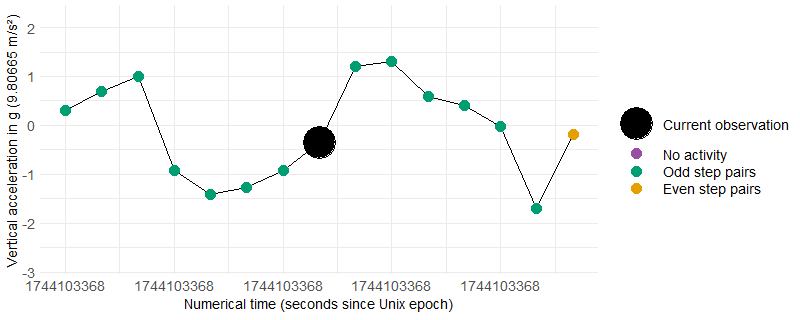 Vertical acceleration in g (9.80665 m/s²)
2
1
0
-1
-2
-3
1744103368 1744103368 1744103368 1744103368 1744103368
Numerical time (seconds since Unix epoch)
Current observation
No activity
Odd step pairs
Even step pairs